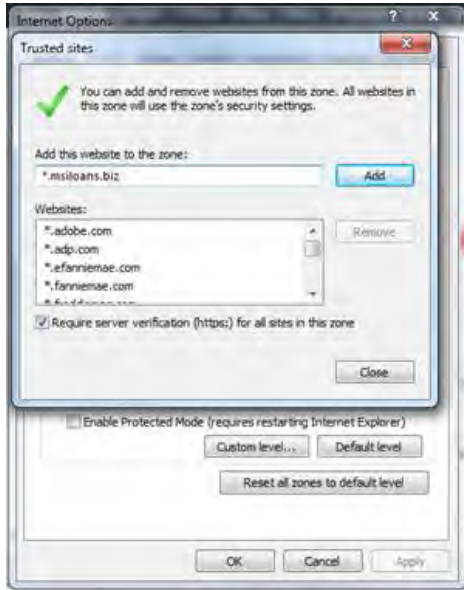 Internet Options
? x
Trusted sites
x
You can add and remove websites from this zone. All websites in
this zone will use the zone's security settings.
Add this website to the zone:
*.msiloans.biz
Add
Websites:
*.adobe.com
Remove
*.adp.com
*.efanniemae.com
*.fanniemae.com
Require server verification (https:) for all sites in this zone
Close
Enable Protected Mode (requires restarting Internet Explorer)
Custom level... Default level
Reset all zones to default level
OK Cancel Apply